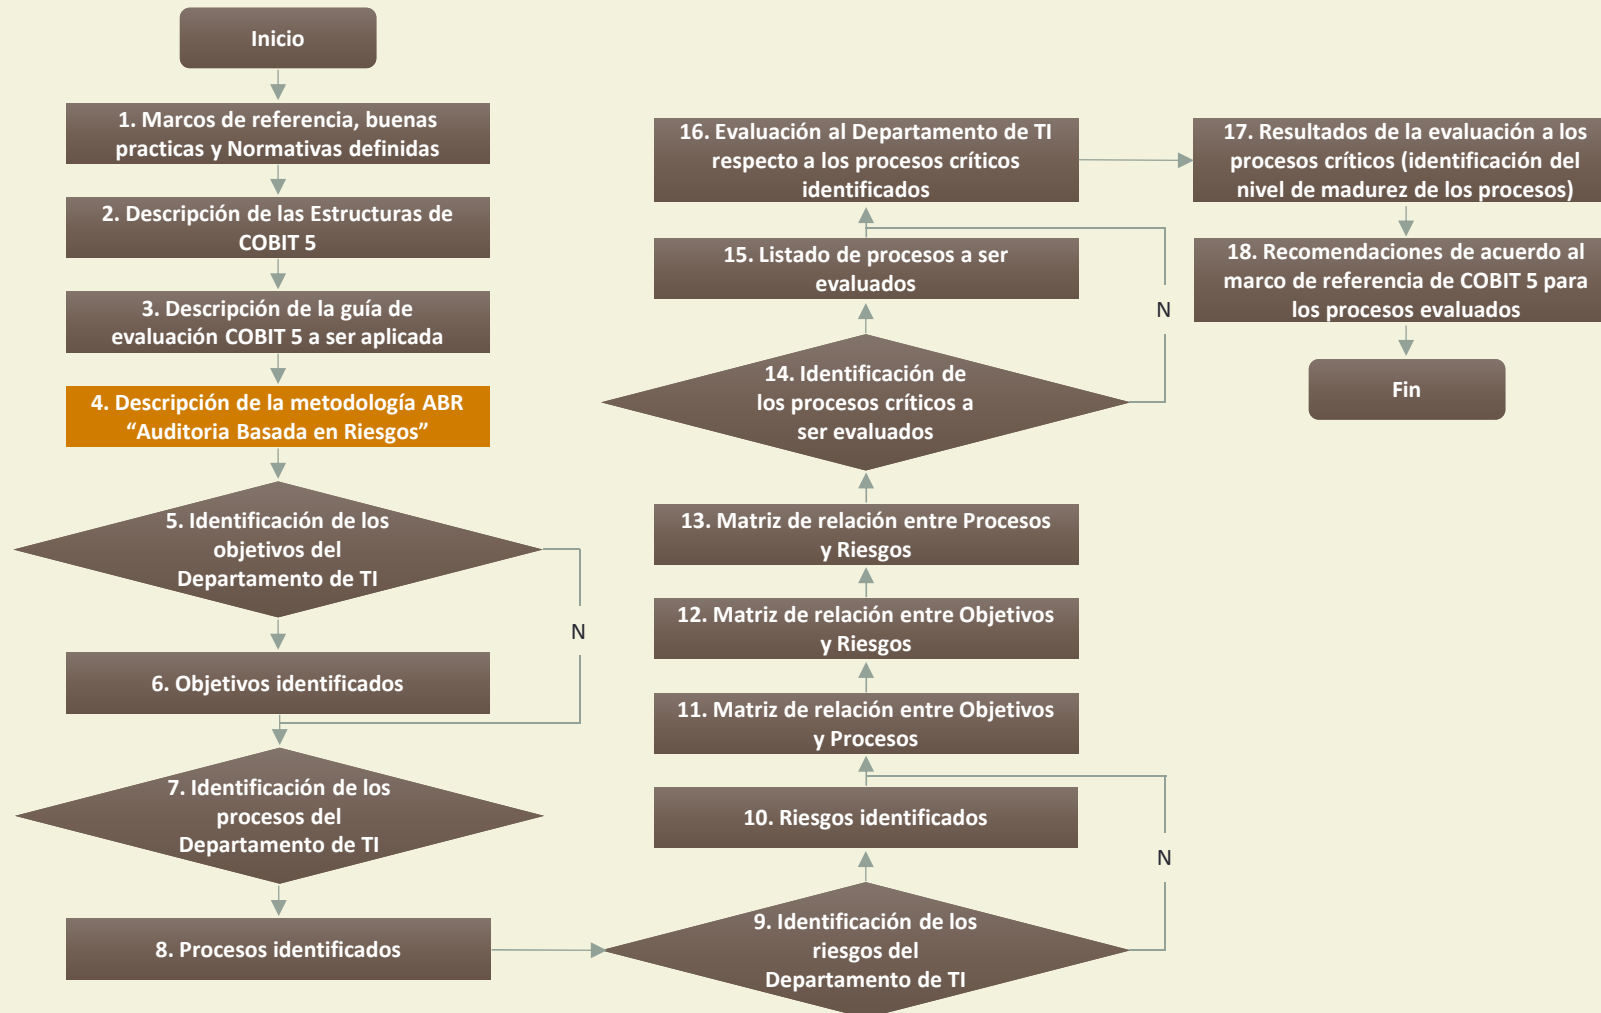 Inicio
1. Marcos de referencia, buenas
practicas y Normativas definidas
2. Descripción de las Estructuras de
COBIT 5
3. Descripción de la guía de
evaluación COBIT 5 a ser aplicada
4. Descripción de la metodología ABR
“Auditoria Basada en Riesgos”
5. Identificación de los
objetivos del
Departamento de TI
N
6. Objetivos identificados
7. Identificación de los
procesos del
Departamento de TI
8. Procesos identificados
9. Identificación de los
riesgos del
Departamento de TI
N
10. Riesgos identificados
11. Matriz de relación entre Objetivos
y Procesos
12. Matriz de relación entre Objetivos
y Riesgos
13. Matriz de relación entre Procesos
y Riesgos
14. Identificación de
los procesos críticos a
ser evaluados
N
15. Listado de procesos a ser
evaluados
16. Evaluación al Departamento de TI
respecto a los procesos críticos
identificados
17. Resultados de la evaluación a los
procesos críticos (identificación del
nivel de madurez de los procesos)
18. Recomendaciones de acuerdo al
marco de referencia de COBIT 5 para
los procesos evaluados
Fin